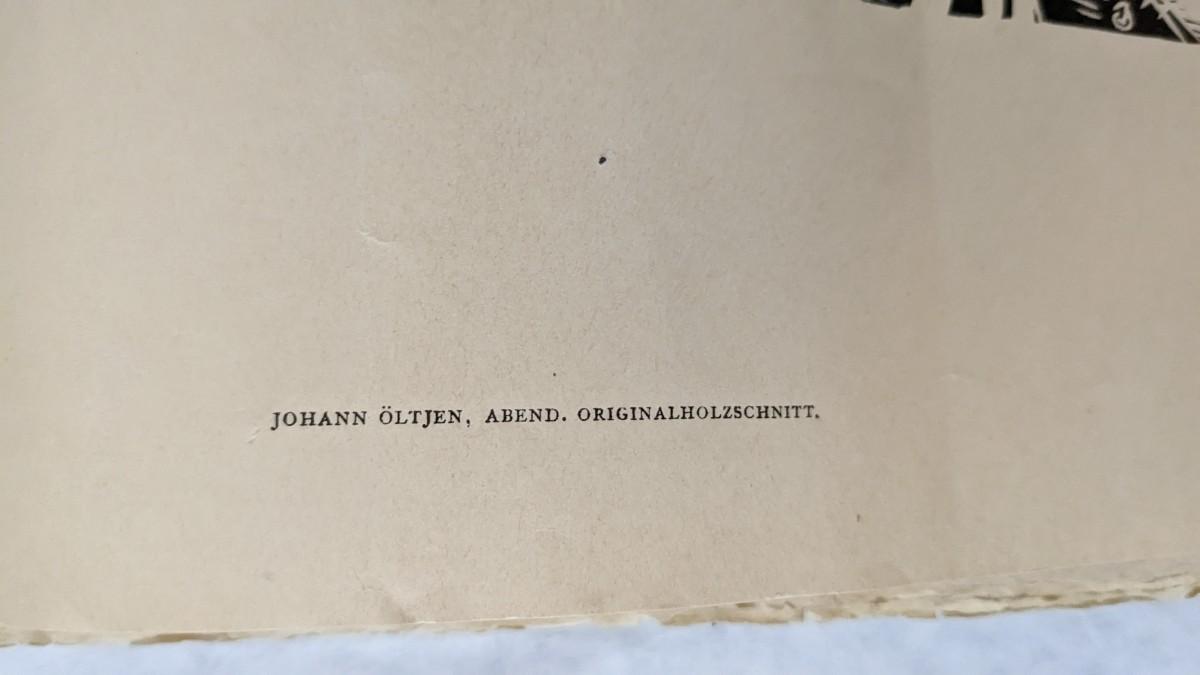 JOHANN ÖLTJEN, ABEND. ORIGINALHOLZSCHNITT.